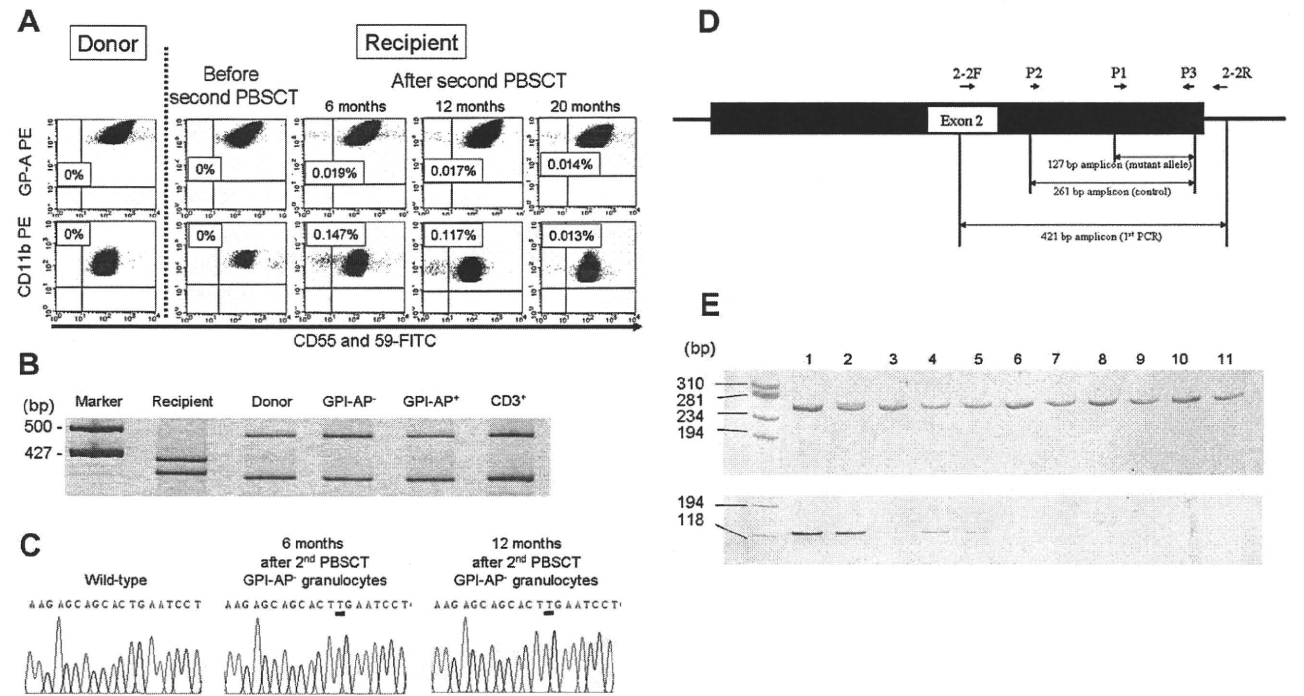 A
Donor
Recipient
Before
second PBSCT
After second PBSCT
6 months
12 months
20 months
GP-A PE
0%
0%
0.019%
0.017%
0.014%
CD11b PE
0%
0%
0.147%
0.117%
0.013%
CD55 and 59-FITC
B
(bp)
Marker
Recipient
Donor
GPI-AP-
GPI-AP+
CD3+
500
427
C
Wild-type
6 months
after 2nd PBSCT
GPI-AP- granulocytes
12 months
after 2nd PBSCT
GPI-AP- granulocytes
AAGAGCAGCACTGAATCCT
AAGAGCAGCACTTGAATCCT
AAGAGCAGCACTTGAATCCT
D
2-2F
P2
P1
P3
2-2R
Exon 2
127 bp amplicon (mutant allele)
261 bp amplicon (control)
421 bp amplicon (1st PCR)
E
(bp)
1 2 3 4 5 6 7 8 9 10 11
310
281
234
194
194
118